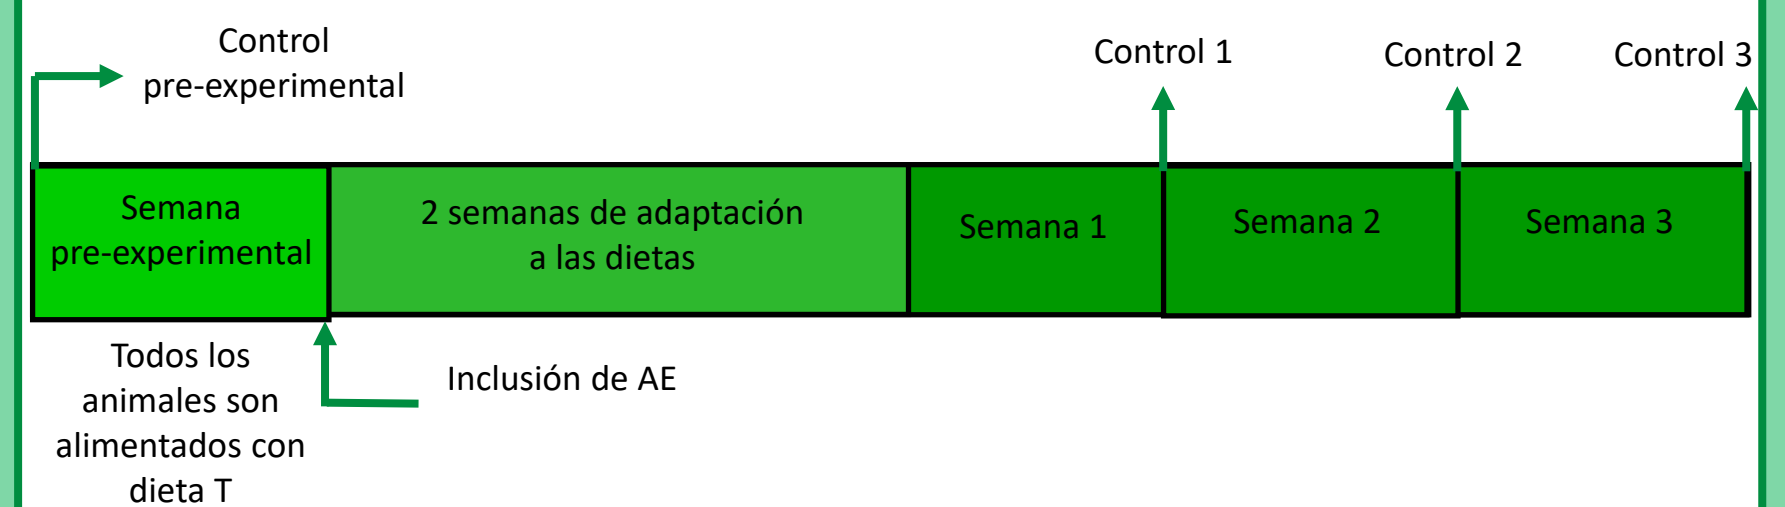 Control
pre-experimental
Control 1
Control 2
Control 3
Semana
pre-experimental
2 semanas de adaptación
a las dietas
Semana 1
Semana 2
Semana 3
Todos los
animales son
alimentados con
dieta T
Inclusión de AE